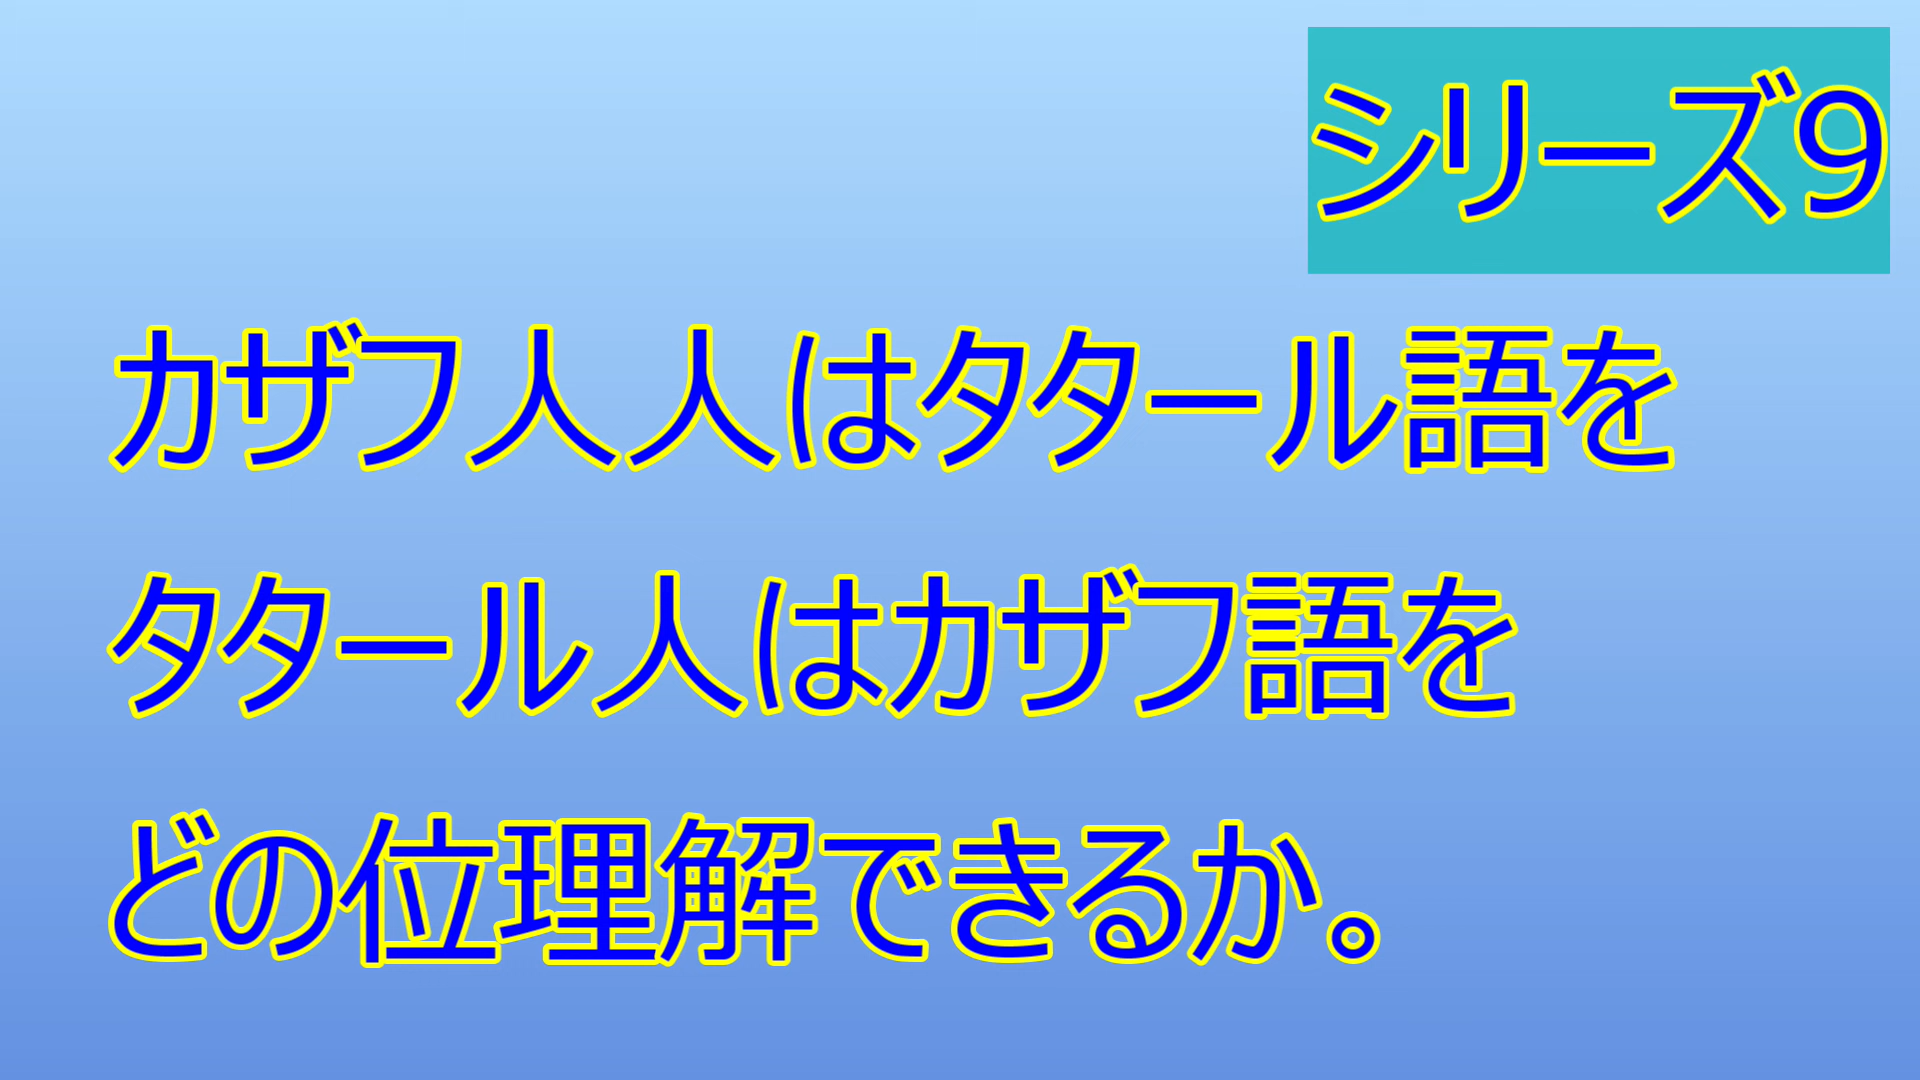 シリーズ9
カザフ人人はタタール語を
タタール人はカザフ語を
どの位理解できるか。